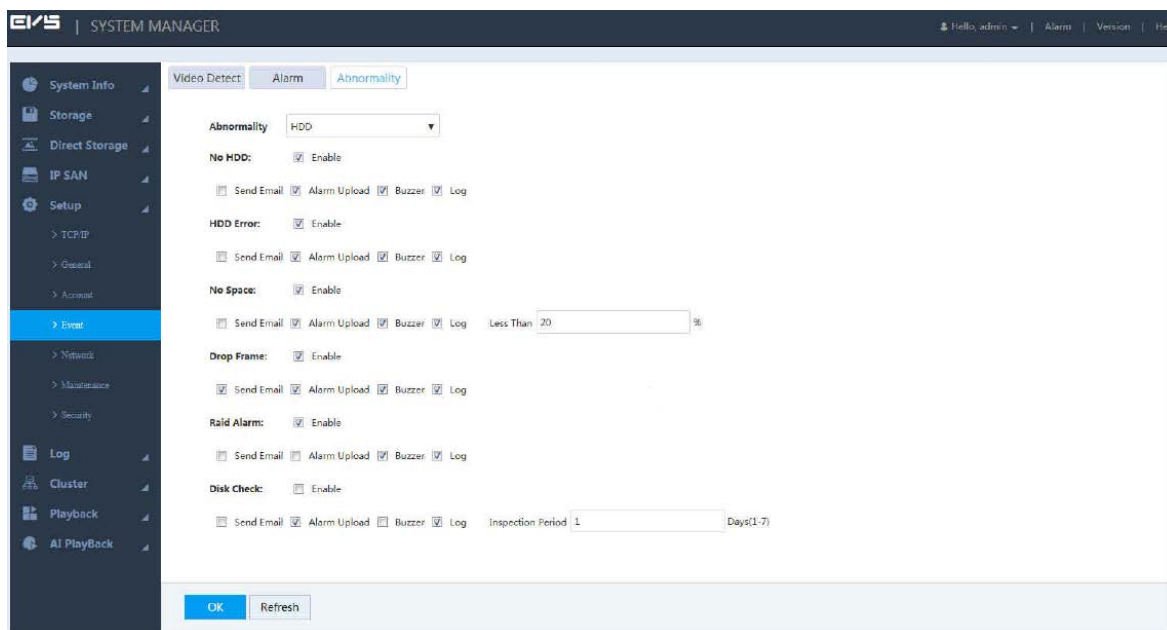 EVS | SYSTEM MANAGER
Hello, admin | Alarm | Version | He
System Info
Storage
Direct Storage
IP SAN
Setup
> TCP/IP
> General
> Account
> Event
> Network
> Maintenance
> Security
Log
Cluster
Playback
AI PlayBack
Video Detect Alarm Abnormality
Abnormality HDD
No HDD: Enable
Send Email Alarm Upload Buzzer Log
HDD Error: Enable
Send Email Alarm Upload Buzzer Log
No Space: Enable
Send Email Alarm Upload Buzzer Log Less Than 20 %
Drop Frame: Enable
Send Email Alarm Upload Buzzer Log
Raid Alarm: Enable
Send Email Alarm Upload Buzzer Log
Disk Check: Enable
Send Email Alarm Upload Buzzer Log Inspection Period 1 Days(1-7)
OK Refresh